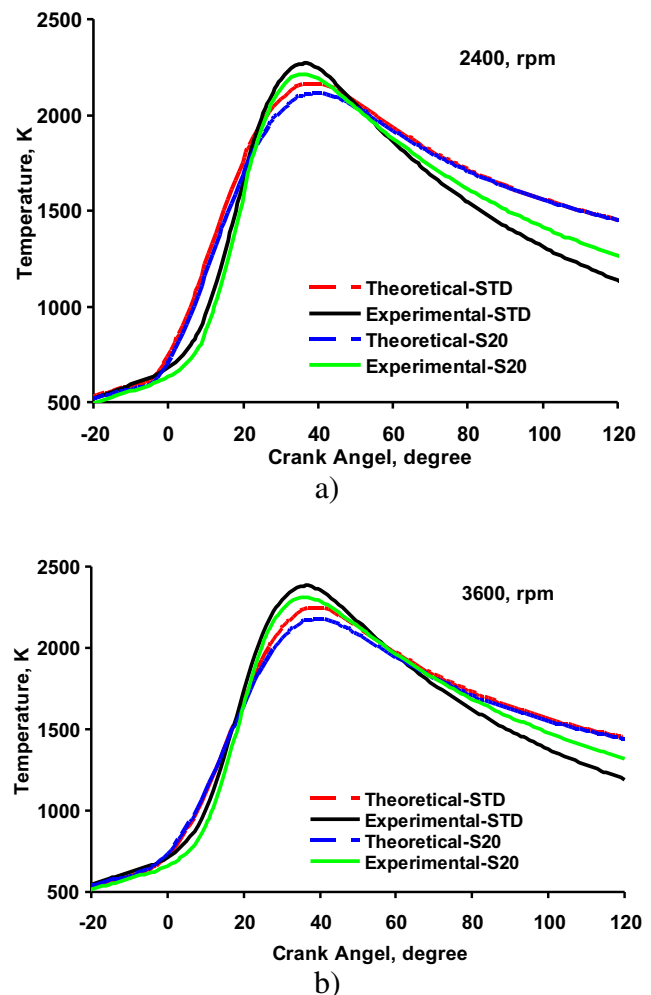 2500
2400, rpm
2000
Temperature, K
1500
Theoretical-STD
Experimental-STD
1000
Theoretical-S20
Experimental-S20
500
-20 0 20 40 60 80 100 120
Crank Angel, degree
a)
2500
3600, rpm
2000
Temperature, K
1500
Theoretical-STD
Experimental-STD
1000
Theoretical-S20
Experimental-S20
500
-20 0 20 40 60 80 100 120
Crank Angel, degree
b)